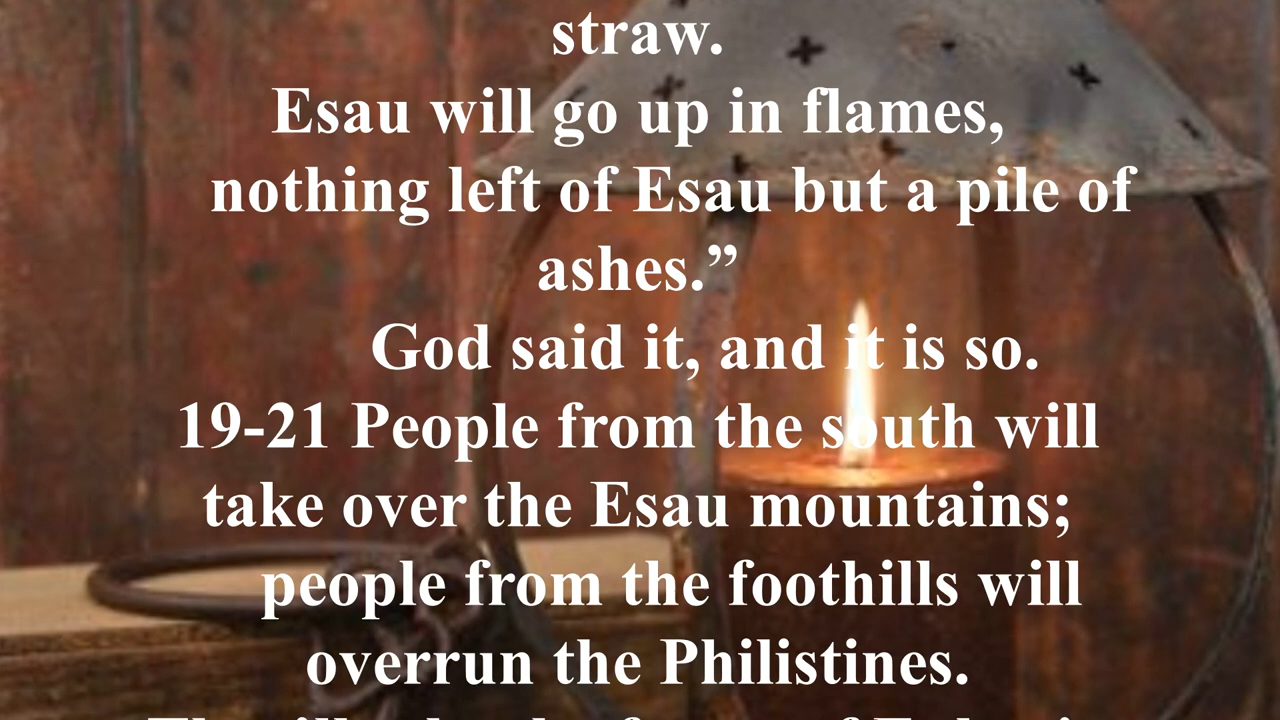 straw.
Esau will go up in flames,
nothing left of Esau but a pile of
ashes.”
God said it, and it is so.
19-21 People from the south will
take over the Esau mountains;
people from the foothills will
overrun the Philistines.